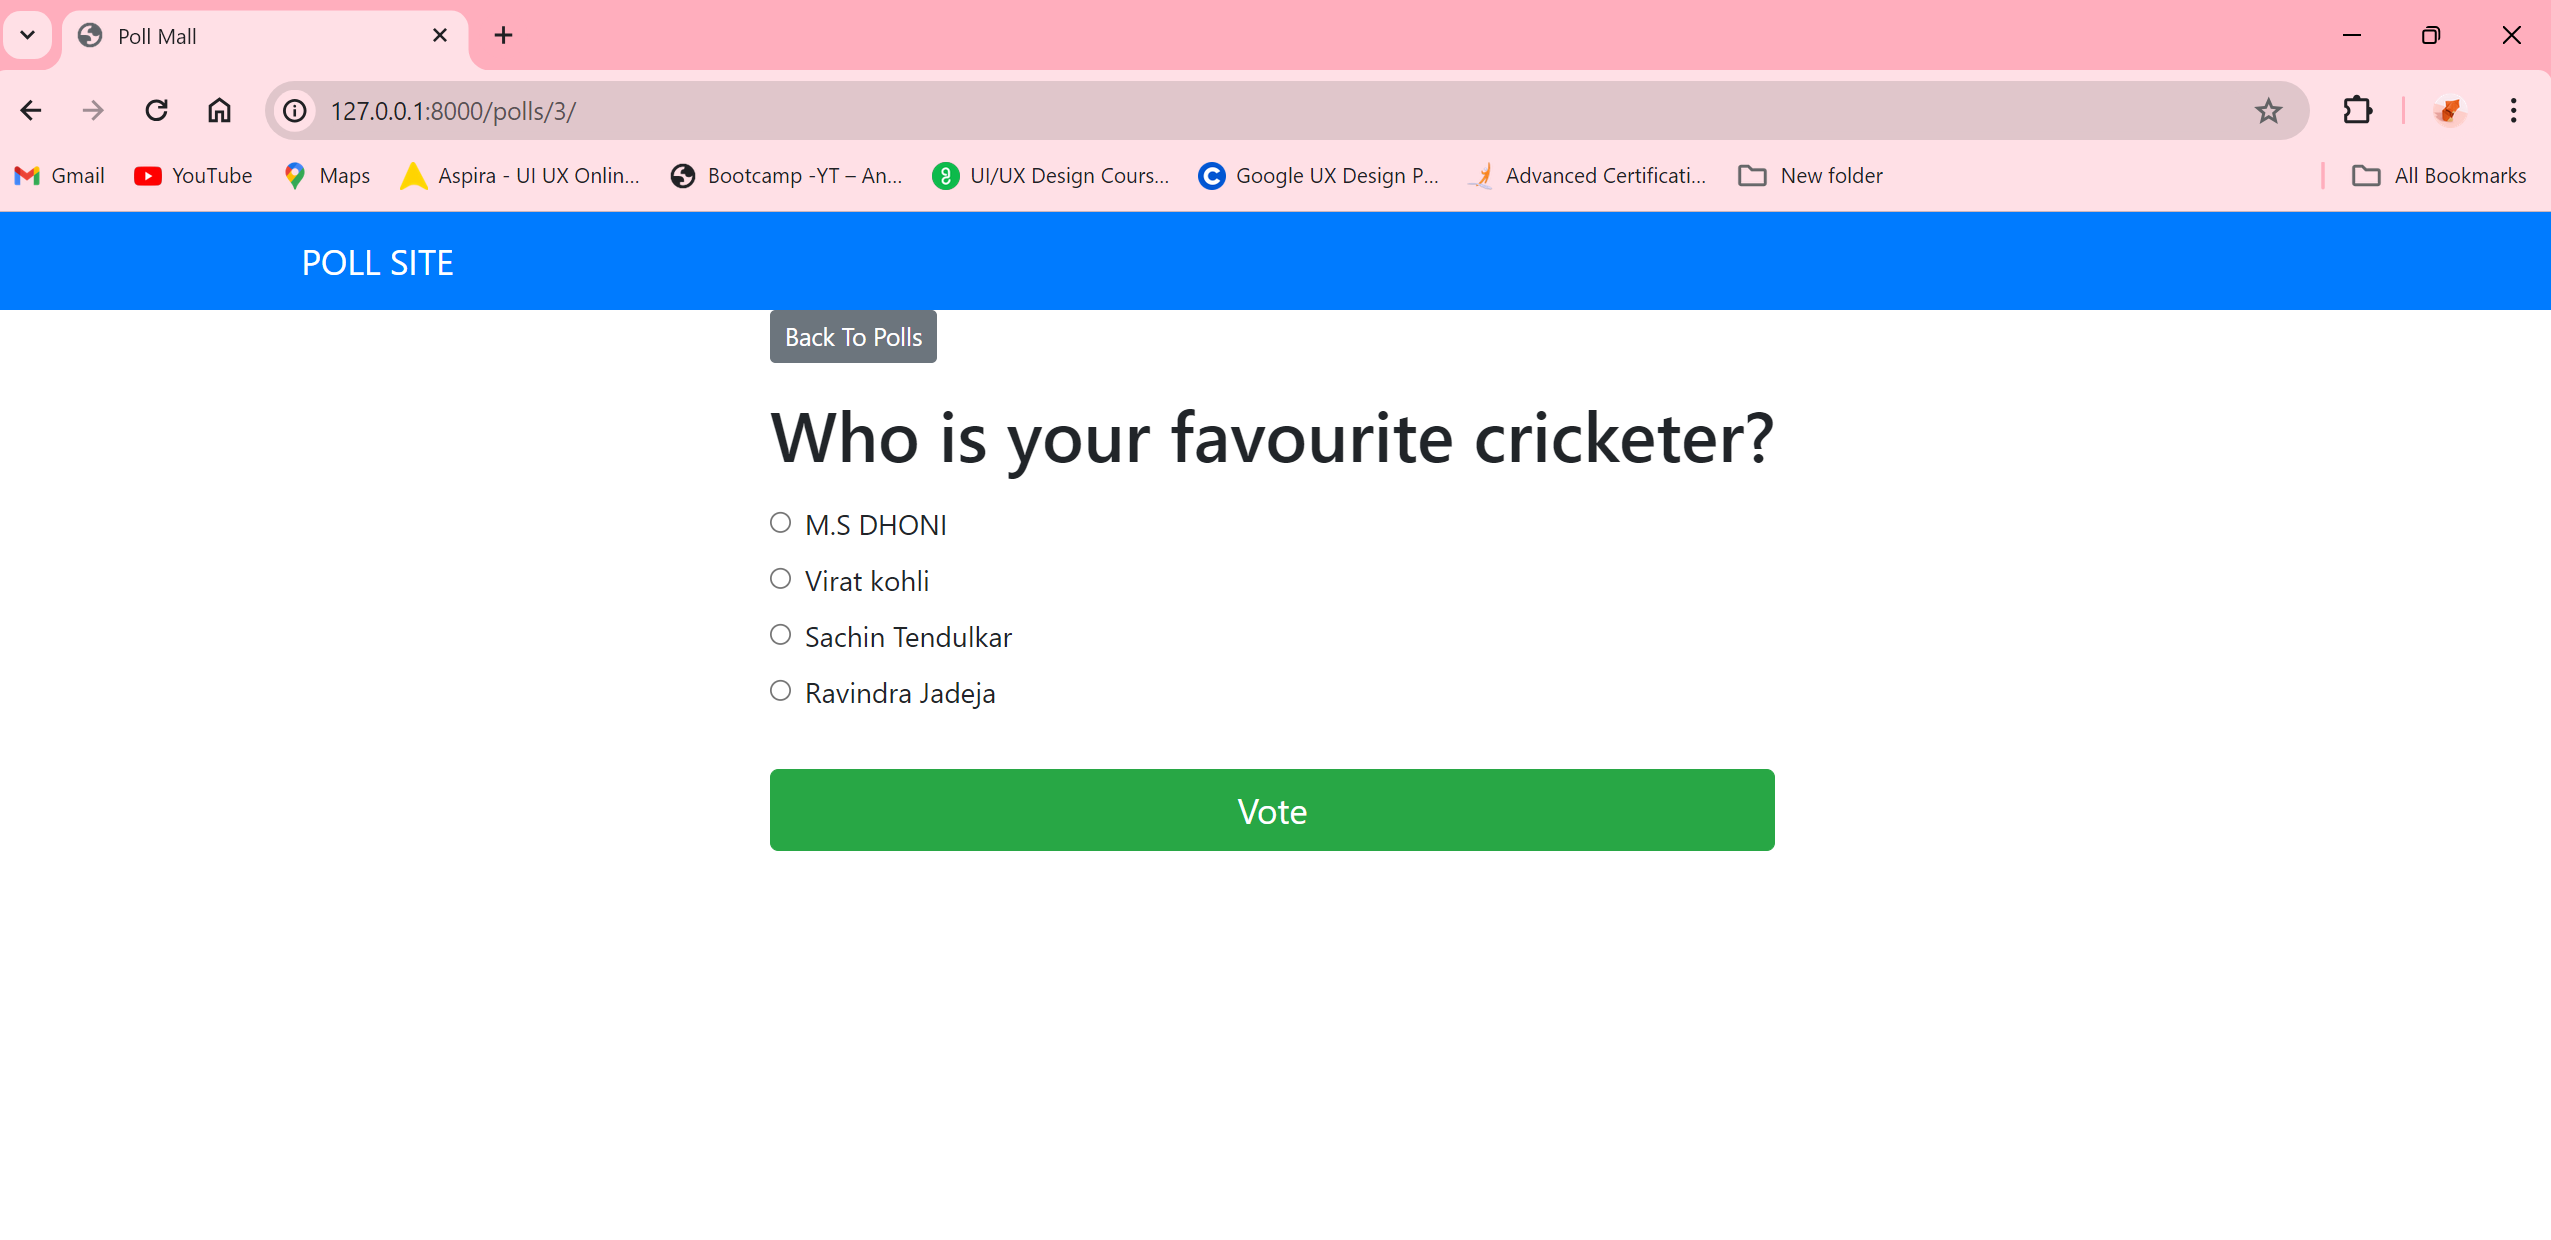 Poll Mall
127.0.0.1:8000/polls/3/
Gmail YouTube Maps Aspira - UI UX Onlin... Bootcamp -YT – An... UI/UX Design Cours... Google UX Design P... Advanced Certificati... New folder All Bookmarks
POLL SITE
Back To Polls
Who is your favourite cricketer?
M.S DHONI
Virat kohli
Sachin Tendulkar
Ravindra Jadeja
Vote